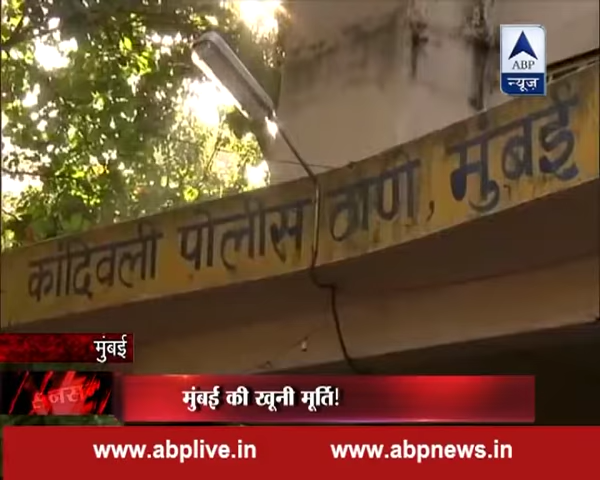 ABP
न्यूज़
कांदिवली पोलीस ठाणे, मुंबई
मुंबई
मुंबई की खूनी मूर्ति!
www.abplive.in www.abpnews.in